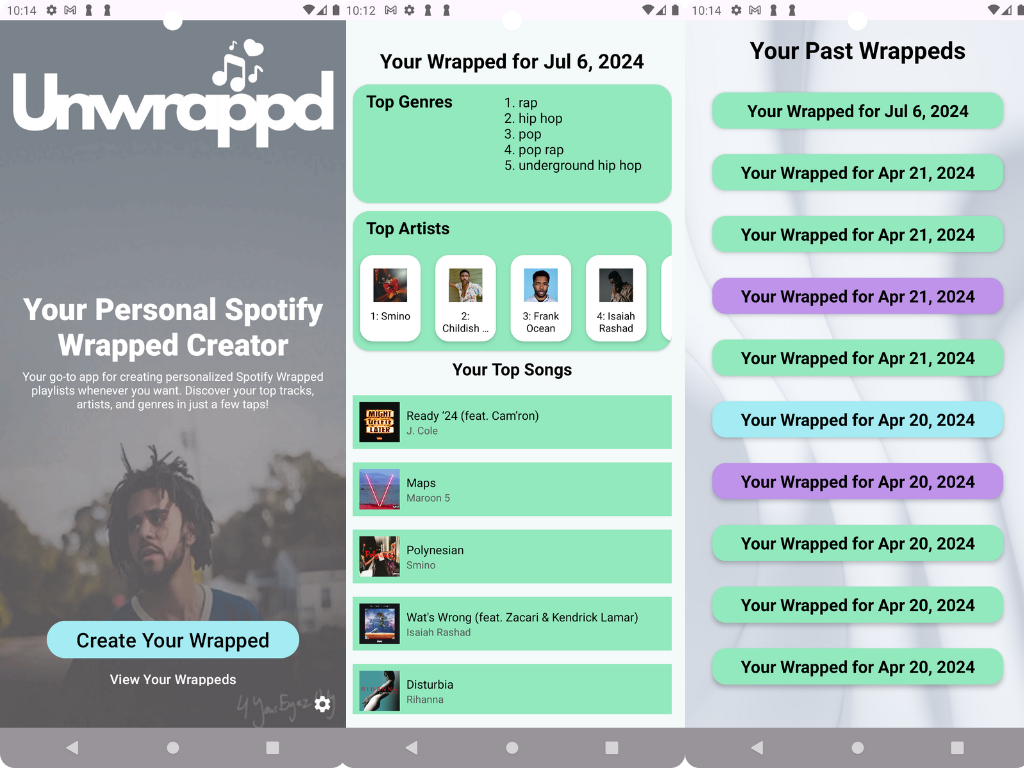 10:14
Unwrappd
Your Personal Spotify
Wrapped Creator
Your go-to app for creating personalized Spotify Wrapped
playlists whenever you want. Discover your top tracks,
artists, and genres in just a few taps!
Create Your Wrapped
View Your Wrappeds
4 Your Eyez Only
10:12
Your Wrapped for Jul 6, 2024
Top Genres
1. rap
2. hip hop
3. pop
4. pop rap
5. underground hip hop
Top Artists
1: Smino
2:
Childish ...
3: Frank
Ocean
4: Isaiah
Rashad
Your Top Songs
MIGHT
DELETE
LATER
Ready '24 (feat. Cam'ron)
J. Cole
Maps
Maroon 5
Polynesian
Smino
Wat's Wrong (feat. Zacari & Kendrick Lamar)
Isaiah Rashad
Disturbia
Rihanna
10:14
Your Past Wrappeds
Your Wrapped for Jul 6, 2024
Your Wrapped for Apr 21, 2024
Your Wrapped for Apr 21, 2024
Your Wrapped for Apr 21, 2024
Your Wrapped for Apr 21, 2024
Your Wrapped for Apr 20, 2024
Your Wrapped for Apr 20, 2024
Your Wrapped for Apr 20, 2024
Your Wrapped for Apr 20, 2024
Your Wrapped for Apr 20, 2024